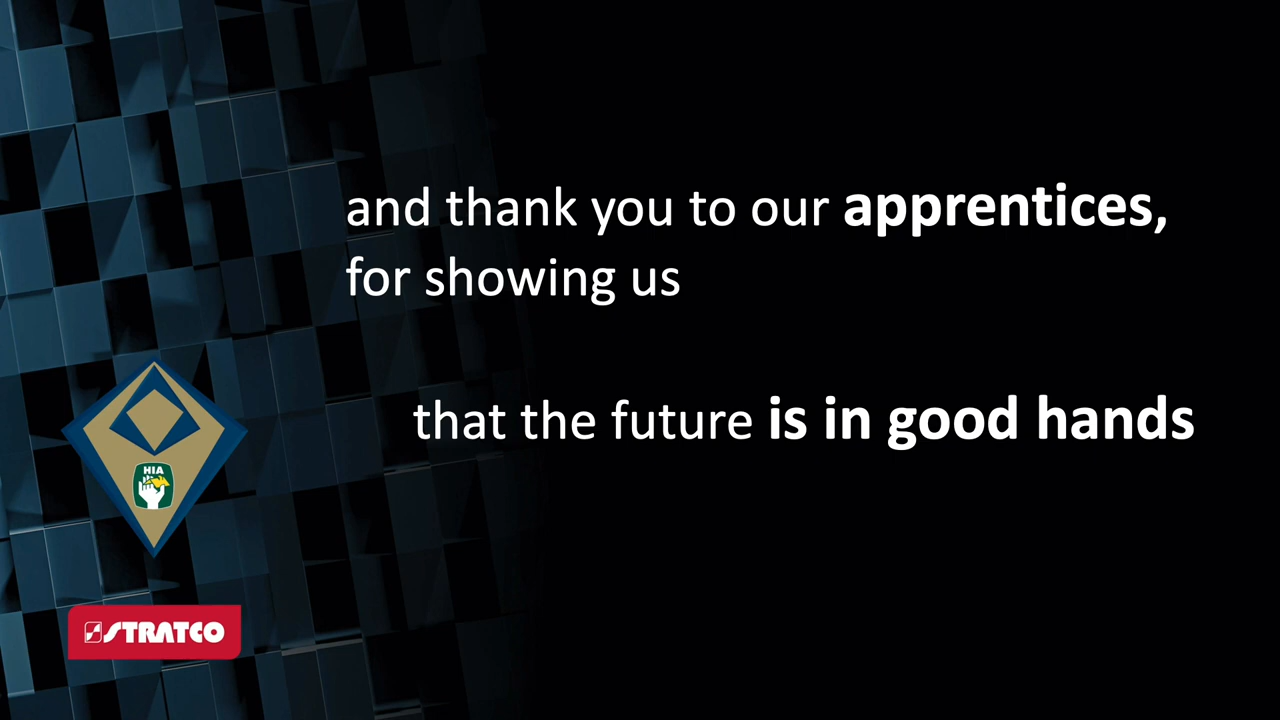 and thank you to our apprentices,
for showing us
that the future is in good hands
HIA
STRATCO